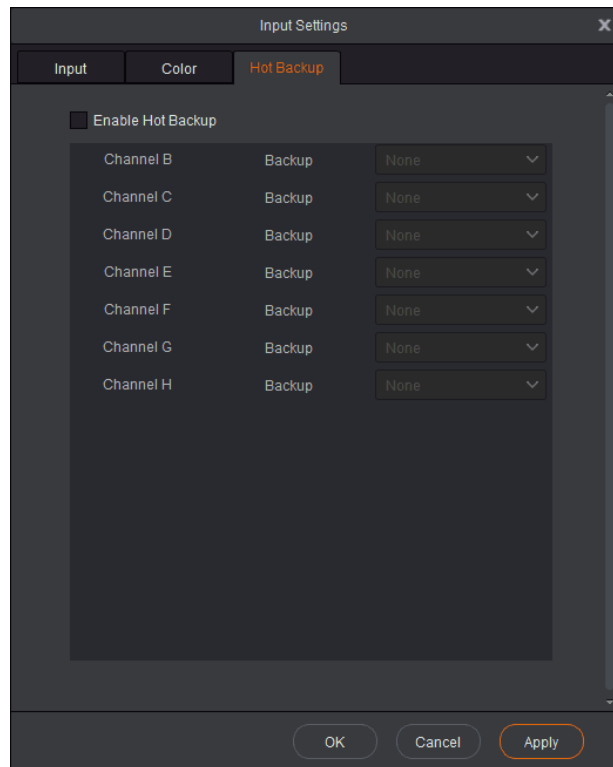 Input Settings
Input Color Hot Backup
Enable Hot Backup
Channel B Backup None
Channel C Backup None
Channel D Backup None
Channel E Backup None
Channel F Backup None
Channel G Backup None
Channel H Backup None
OK Cancel Apply